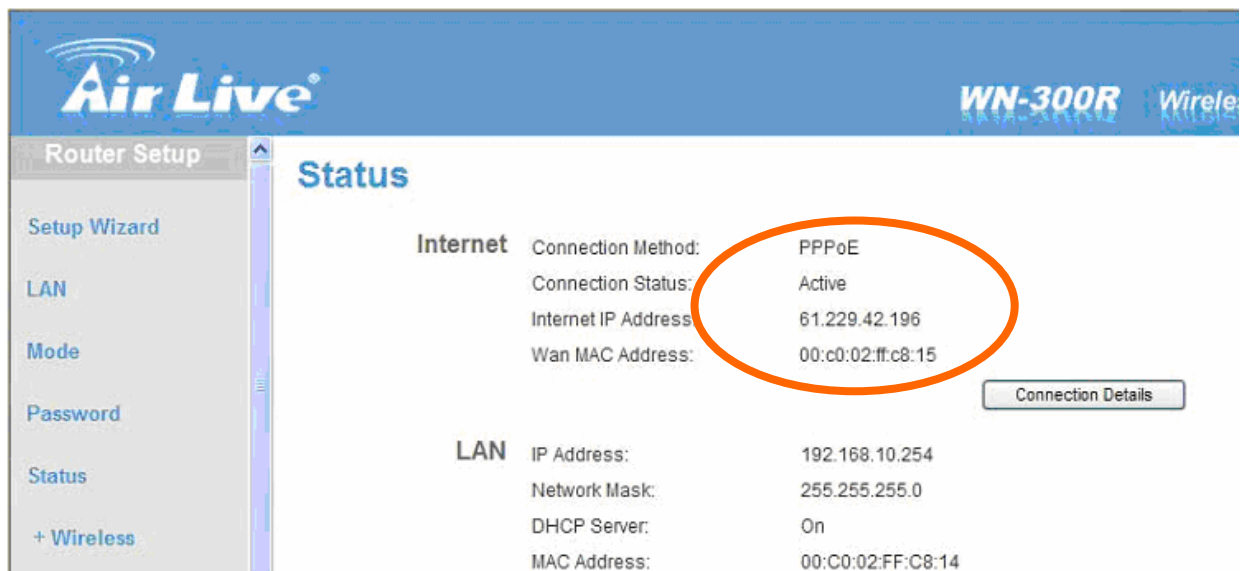 Air Live®
WN-300R Wireles
Router Setup
Status
Setup Wizard
LAN
Mode
Password
Status
+ Wireless
Internet Connection Method: PPPoE
Connection Status: Active
Internet IP Address: 61.229.42.196
Wan MAC Address: 00:c0:02:ff:c8:15
Connection Details
LAN IP Address: 192.168.10.254
Network Mask: 255.255.255.0
DHCP Server: On
MAC Address: 00:C0:02:FF:C8:14